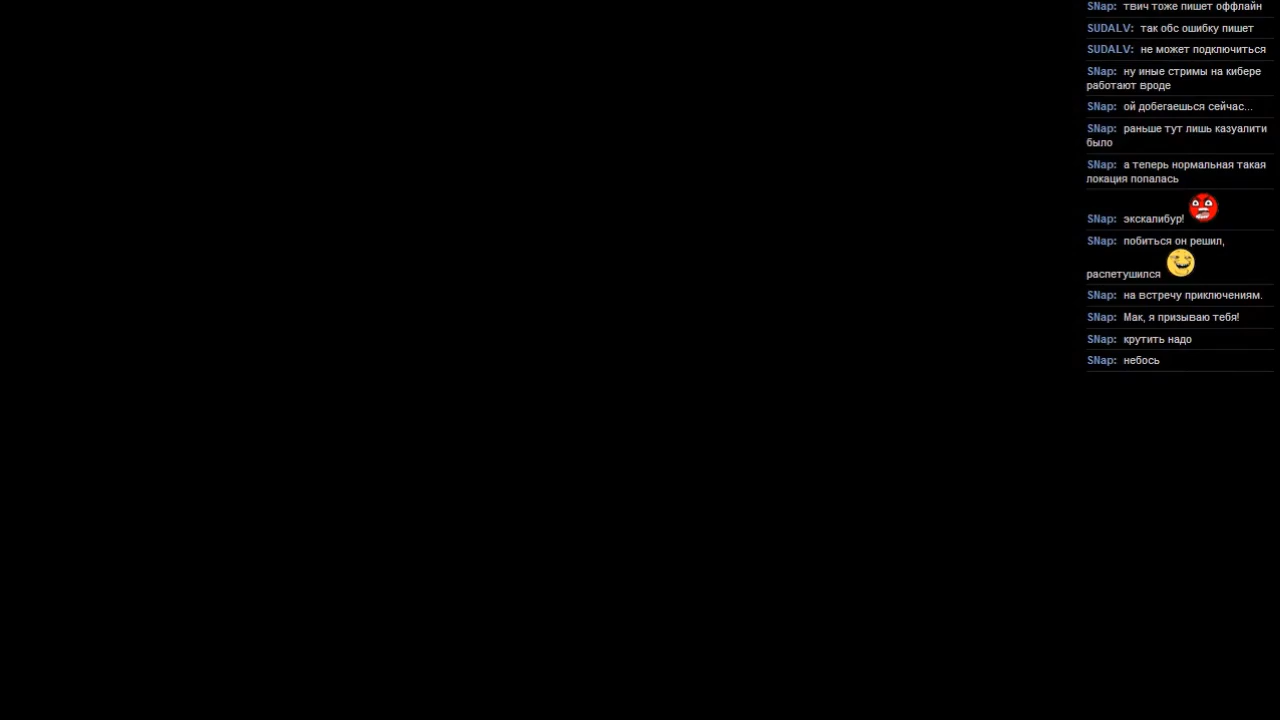 SNap: твич тоже пишет оффлайн
SUDALV: так обс ошибку пишет
SUDALV: не может подключиться
SNap: ну иные стримы на кибере
работают вроде
SNap: ой добегаешься сейчас...
SNap: раньше тут лишь казуалити
было
SNap: а теперь нормальная такая
локация попалась
SNap: экскалибур!
SNap: побиться он решил,
распетушился
SNap: на встречу приключениям.
SNap: Мак, я призываю тебя!
SNap: крутить надо
SNap: небось